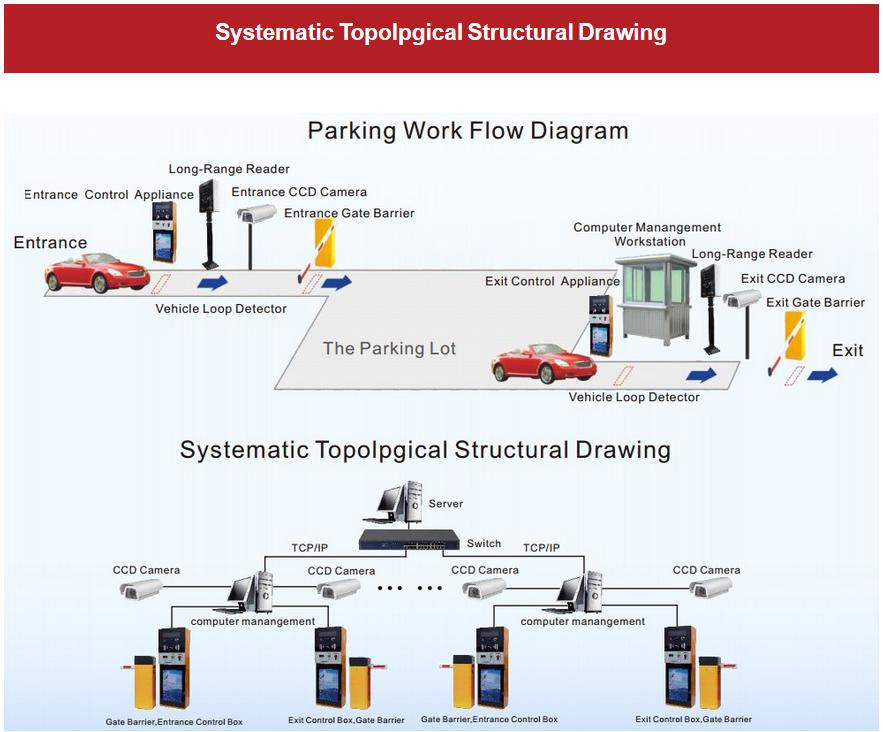 Systematic Topolpgical Structural Drawing
Parking Work Flow Diagram
Long-Range Reader
Entrance Control Appliance
Entrance CCD Camera
Entrance Gate Barrier
Entrance
Vehicle Loop Detector
Computer Manangement
Workstation
Long-Range Reader
Exit Control Appliance
Exit CCD Camera
Exit Gate Barrier
The Parking Lot
Exit
Vehicle Loop Detector
Systematic Topolpgical Structural Drawing
Server
Switch
TCP/IP
TCP/IP
CCD Camera
CCD Camera
CCD Camera
CCD Camera
computer manangement
computer manangement
Gate Barrier,Entrance Control Box
Exit Control Box,Gate Barrier
Gate Barrier,Entrance Control Box
Exit Control Box,Gate Barrier